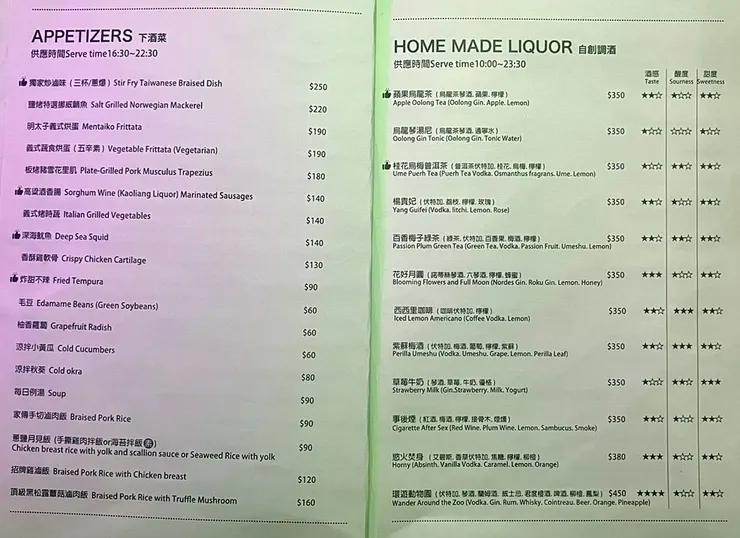 APPETIZERS 下酒菜
供應時間Serve time16:30~22:30
獨家炒滷味 (三杯/蔥爆) Stir Fry Taiwanese Braised Dish $250
鹽烤特選挪威鯖魚 Salt Grilled Norwegian Mackerel $220
明太子義式烘蛋 Mentaiko Frittata $190
義式蔬食烘蛋 (五辛素) Vegetable Frittata (Vegetarian) $190
板烤豬雪花里肌 Plate-Grilled Pork Musculus Trapezius $180
高粱酒香腸 Sorghum Wine (Kaoliang Liquor) Marinated Sausages $140
義式烤時蔬 Italian Grilled Vegetables $140
深海魷魚 Deep Sea Squid $140
香酥雞軟骨 Crispy Chicken Cartilage $130
炸甜不辣 Fried Tempura $90
毛豆 Edamame Beans (Green Soybeans) $60
柚香蘿蔔 Grapefruit Radish $60
涼拌小黃瓜 Cold Cucumbers $60
涼拌秋葵 Cold okra $80
每日例湯 Soup $90
家傳手切滷肉飯 Braised Pork Rice $90
蔥鹽月見飯 (手撕雞肉拌飯or海苔拌飯素) $90
Chicken breast rice with yolk and scallion sauce or Seaweed Rice with yolk
招牌雞滷飯 Braised Pork Rice with Chicken breast $120
頂級黑松露蕈菇滷肉飯 Braised Pork Rice with Truffle Mushroom $160
HOME MADE LIQUOR 自創調酒
供應時間Serve time10:00~23:30
酒感 酸度 甜度
Taste Sourness Sweetness
蘋果烏龍茶 (烏龍茶琴酒, 蘋果, 檸檬) $350 ★★☆ ★☆☆ ★★☆
Apple Oolong Tea (Oolong Gin. Apple. Lemon)
烏龍琴湯尼 (烏龍茶琴酒, 通寧水) $350 ★★☆ ☆☆☆ ★☆☆
Oolong Gin Tonic (Oolong Gin. Tonic Water)
桂花烏梅普洱茶 (普洱茶伏特加, 桂花, 烏梅, 檸檬) $350 ★☆☆ ★★☆ ★★☆
Ume Puerh Tea (Puerh Tea Vodka. Osmanthus fragrans. Ume. Lemon)
楊貴妃 (伏特加, 荔枝, 檸檬, 玫瑰) $350 ★★☆ ★☆☆ ★★☆
Yang Guifei (Vodka. litchi. Lemon. Rose)
百香梅子綠茶 (綠茶, 伏特加, 百香果, 梅酒, 檸檬) $350 ★★☆ ★★☆ ★★☆
Passion Plum Green Tea (Green Tea. Vodka. Passion Fruit. Umeshu. Lemon)
花好月圓 (諾蒂絲琴酒, 六琴酒, 檸檬, 蜂蜜) $350 ★★★ ★☆☆ ★★☆
Blooming Flowers and Full Moon (Nordes Gin. Roku Gin. Lemon. Honey)
西西里咖啡 (咖啡伏特加, 檸檬) $350 ★★☆ ★★★ ★★☆
Iced Lemon Americano (Coffee Vodka. Lemon)
紫蘇梅酒 (伏特加, 梅酒, 葡萄, 檸檬, 紫蘇) $350 ★★☆ ★★★ ★★☆
Perilla Umeshu (Vodka. Umeshu. Grape. Lemon. Perilla Leaf)
草莓牛奶 (琴酒, 草莓, 牛奶, 優格) $350 ★☆☆ ★★☆ ★★★
Strawberry Milk (Gin.Strawberry. Milk. Yogurt)
事後煙 (紅酒, 梅酒, 檸檬, 接骨木, 煙燻) $350 ★★☆ ★☆☆ ★★☆
Cigarette After Sex (Red Wine. Plum Wine. Lemon. Sambucus. Smoke)
慾火焚身 (艾碧斯, 香草伏特加, 焦糖, 檸檬, 柳橙) $380 ★★★ ★☆☆ ★★☆
Horny (Absinth. Vanilla Vodka. Caramel. Lemon. Orange)
環遊動物園 (伏特加, 琴酒, 蘭姆酒, 威士忌, 君度橙酒, 啤酒, 柳橙, 鳳梨) $450 ★★★★ ★☆☆ ★★☆
Wander Around the Zoo (Vodka. Gin. Rum. Whisky. Cointreau. Beer. Orange. Pineapple)